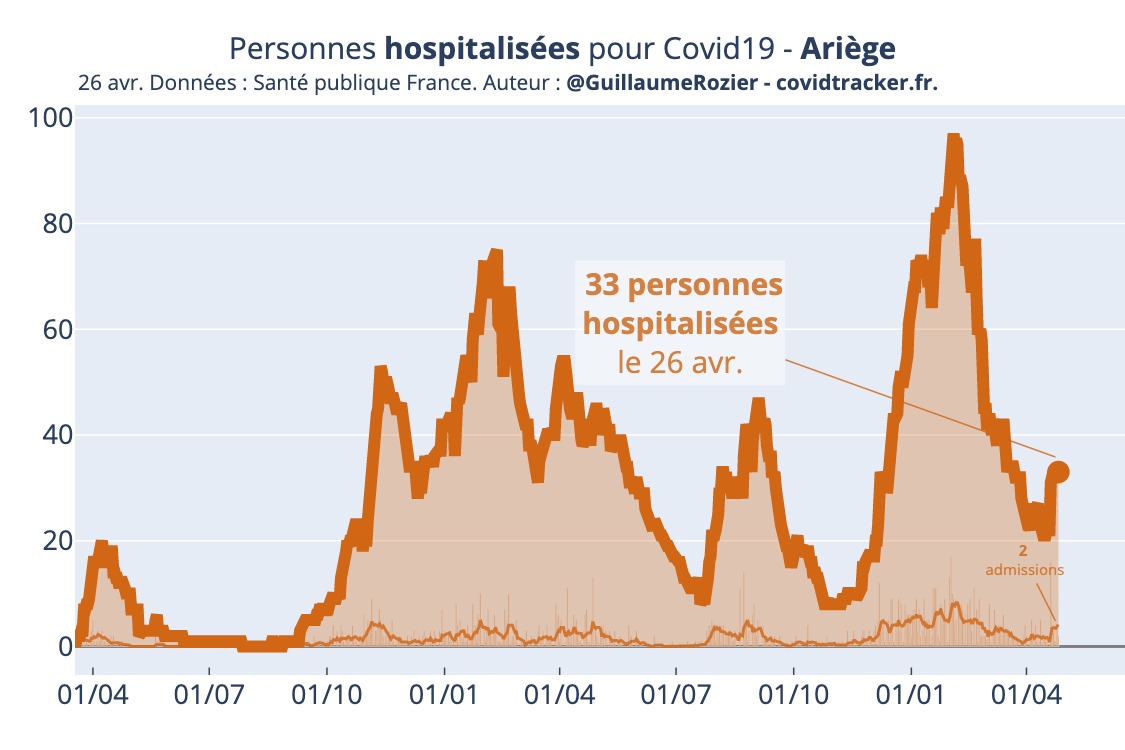 Personnes hospitalisées pour Covid19 - Ariège
26 avr. Données : Santé publique France. Auteur : @GuillaumeRozier - covidtracker.fr.
100
80
60
40
20
0
33 personnes
hospitalisées
le 26 avr.
2
admissions
01/04 01/07 01/10 01/01 01/04 01/07 01/10 01/01 01/04